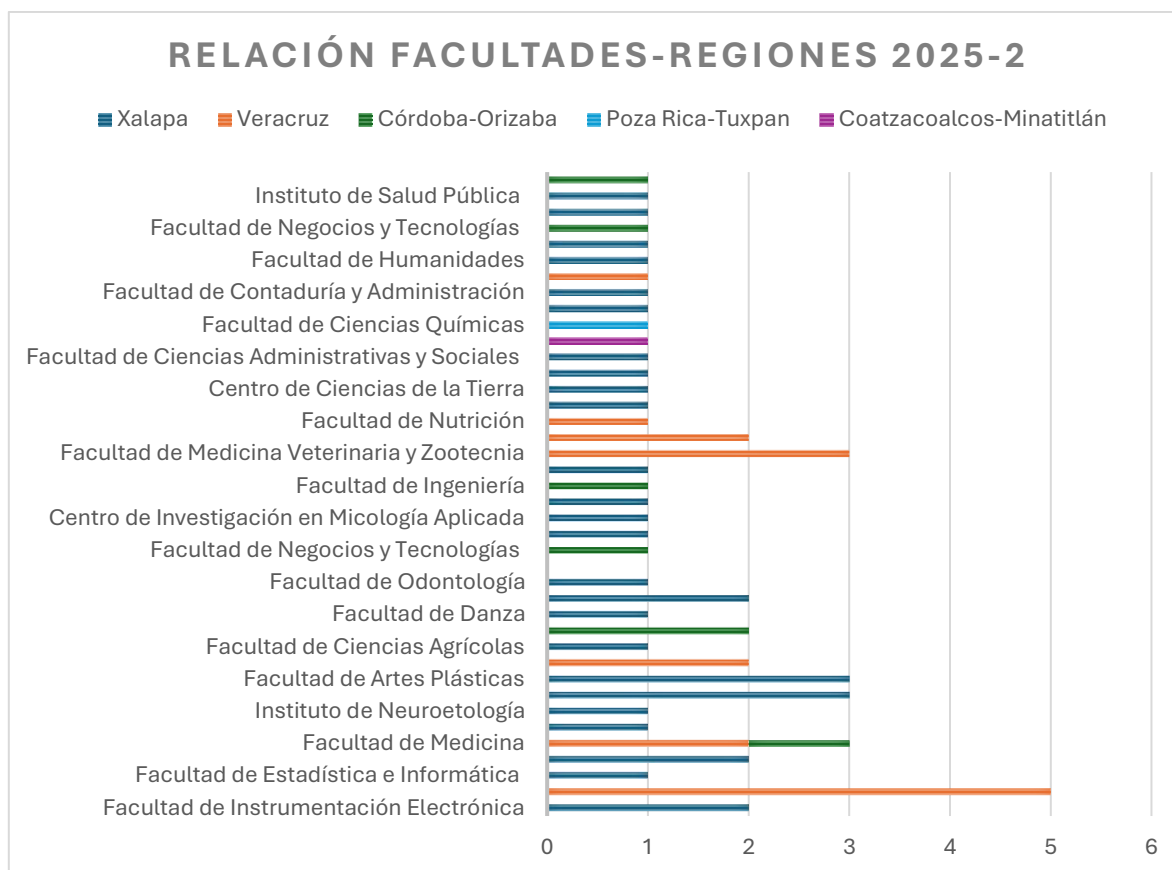 RELACIÓN FACULTADES-REGIONES 2025-2
Xalapa Veracruz Córdoba-Orizaba Poza Rica-Tuxpan Coatzacoalcos-Minatitlán
Instituto de Salud Pública
Facultad de Negocios y Tecnologías
Facultad de Humanidades
Facultad de Contaduría y Administración
Facultad de Ciencias Químicas
Facultad de Ciencias Administrativas y Sociales
Centro de Ciencias de la Tierra
Facultad de Nutrición
Facultad de Medicina Veterinaria y Zootecnia
Facultad de Ingeniería
Centro de Investigación en Micología Aplicada
Facultad de Negocios y Tecnologías
Facultad de Odontología
Facultad de Danza
Facultad de Ciencias Agrícolas
Facultad de Artes Plásticas
Instituto de Neuroetología
Facultad de Medicina
Facultad de Estadística e Informática
Facultad de Instrumentación Electrónica
0 1 2 3 4 5 6